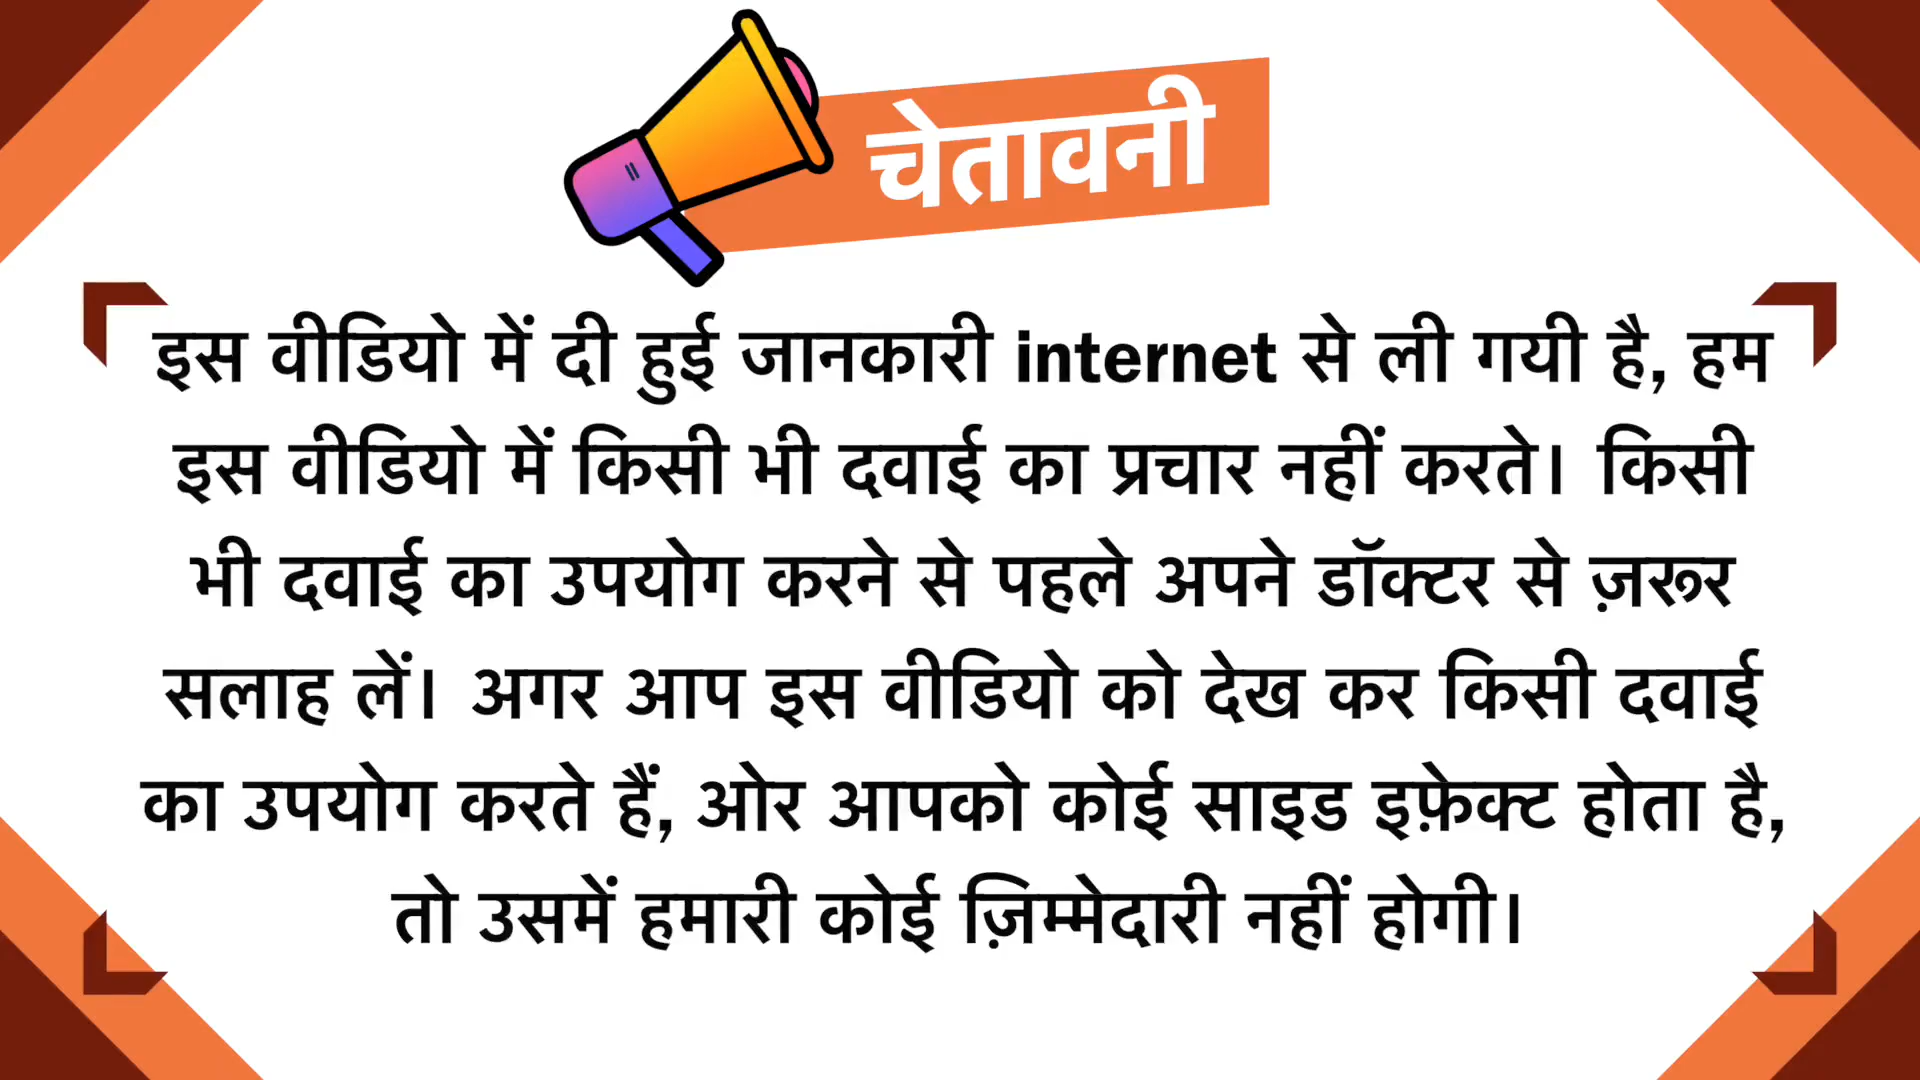 चेतावनी
इस वीडियो में दी हुई जानकारी internet से ली गयी है, हम
इस वीडियो में किसी भी दवाई का प्रचार नहीं करते। किसी
भी दवाई का उपयोग करने से पहले अपने डॉक्टर से ज़रूर
सलाह लें। अगर आप इस वीडियो को देख कर किसी दवाई
का उपयोग करते हैं, ओर आपको कोई साइड इफ़ेक्ट होता है,
तो उसमें हमारी कोई ज़िम्मेदारी नहीं होगी।